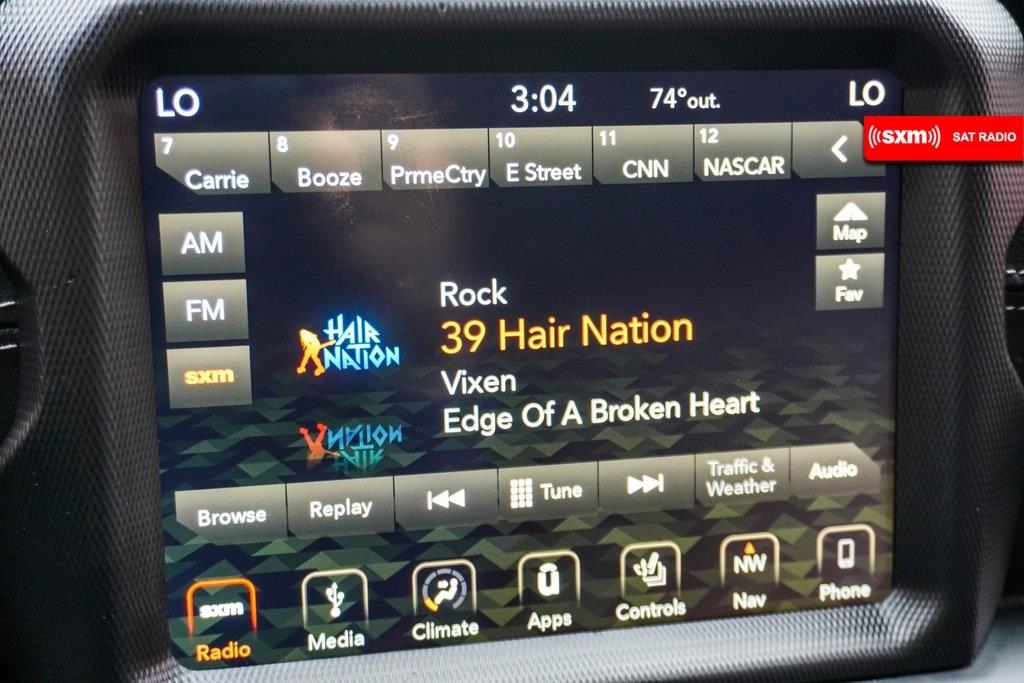 LO 3:04 74°out. LO
7 8 9 10 11 12
Carrie Booze PrmeCtry E Street CNN NASCAR
((sxm)) SAT RADIO
AM
Map
FM
Fav
sxm
HAIR
NATION
Rock
39 Hair Nation
Vixen
Edge Of A Broken Heart
Browse Replay Tune Traffic &
Weather Audio
sxm NW
Radio Media Climate Apps Controls Nav Phone